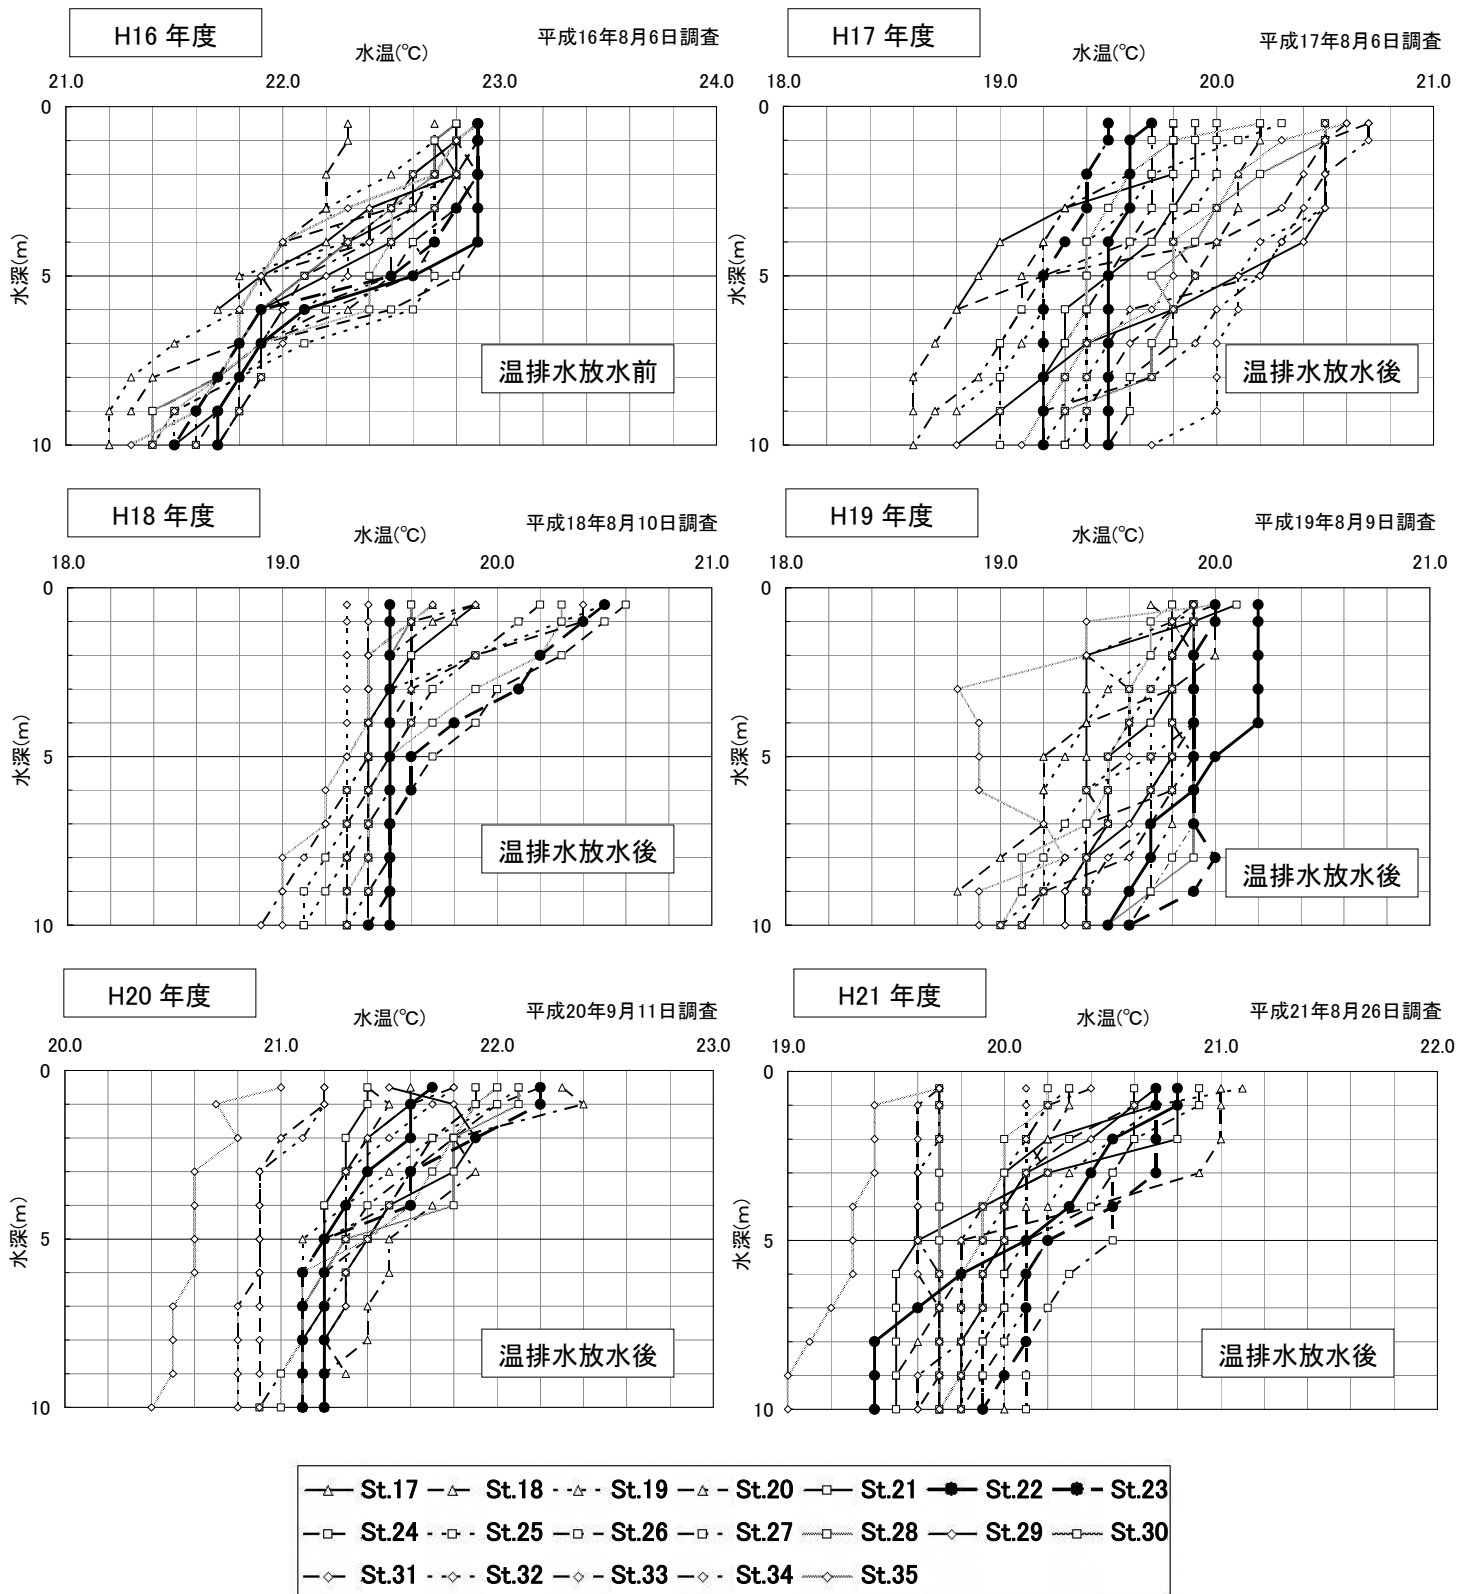 H16 年度
水温(℃)
平成16年8月6日調査
21.0 22.0 23.0 24.0
0
5
10
水深(m)
温排水放水前
H17 年度
水温(℃)
平成17年8月6日調査
18.0 19.0 20.0 21.0
0
5
10
水深(m)
温排水放水後
H18 年度
水温(℃)
平成18年8月10日調査
18.0 19.0 20.0 21.0
0
5
10
水深(m)
温排水放水後
H19 年度
水温(℃)
平成19年8月9日調査
18.0 19.0 20.0 21.0
0
5
10
水深(m)
温排水放水後
H20 年度
水温(℃)
平成20年9月11日調査
20.0 21.0 22.0 23.0
0
5
10
水深(m)
温排水放水後
H21 年度
水温(℃)
平成21年8月26日調査
19.0 20.0 21.0 22.0
0
5
10
水深(m)
温排水放水後
St.17 St.18 St.19 St.20 St.21 St.22 St.23
St.24 St.25 St.26 St.27 St.28 St.29 St.30
St.31 St.32 St.33 St.34 St.35